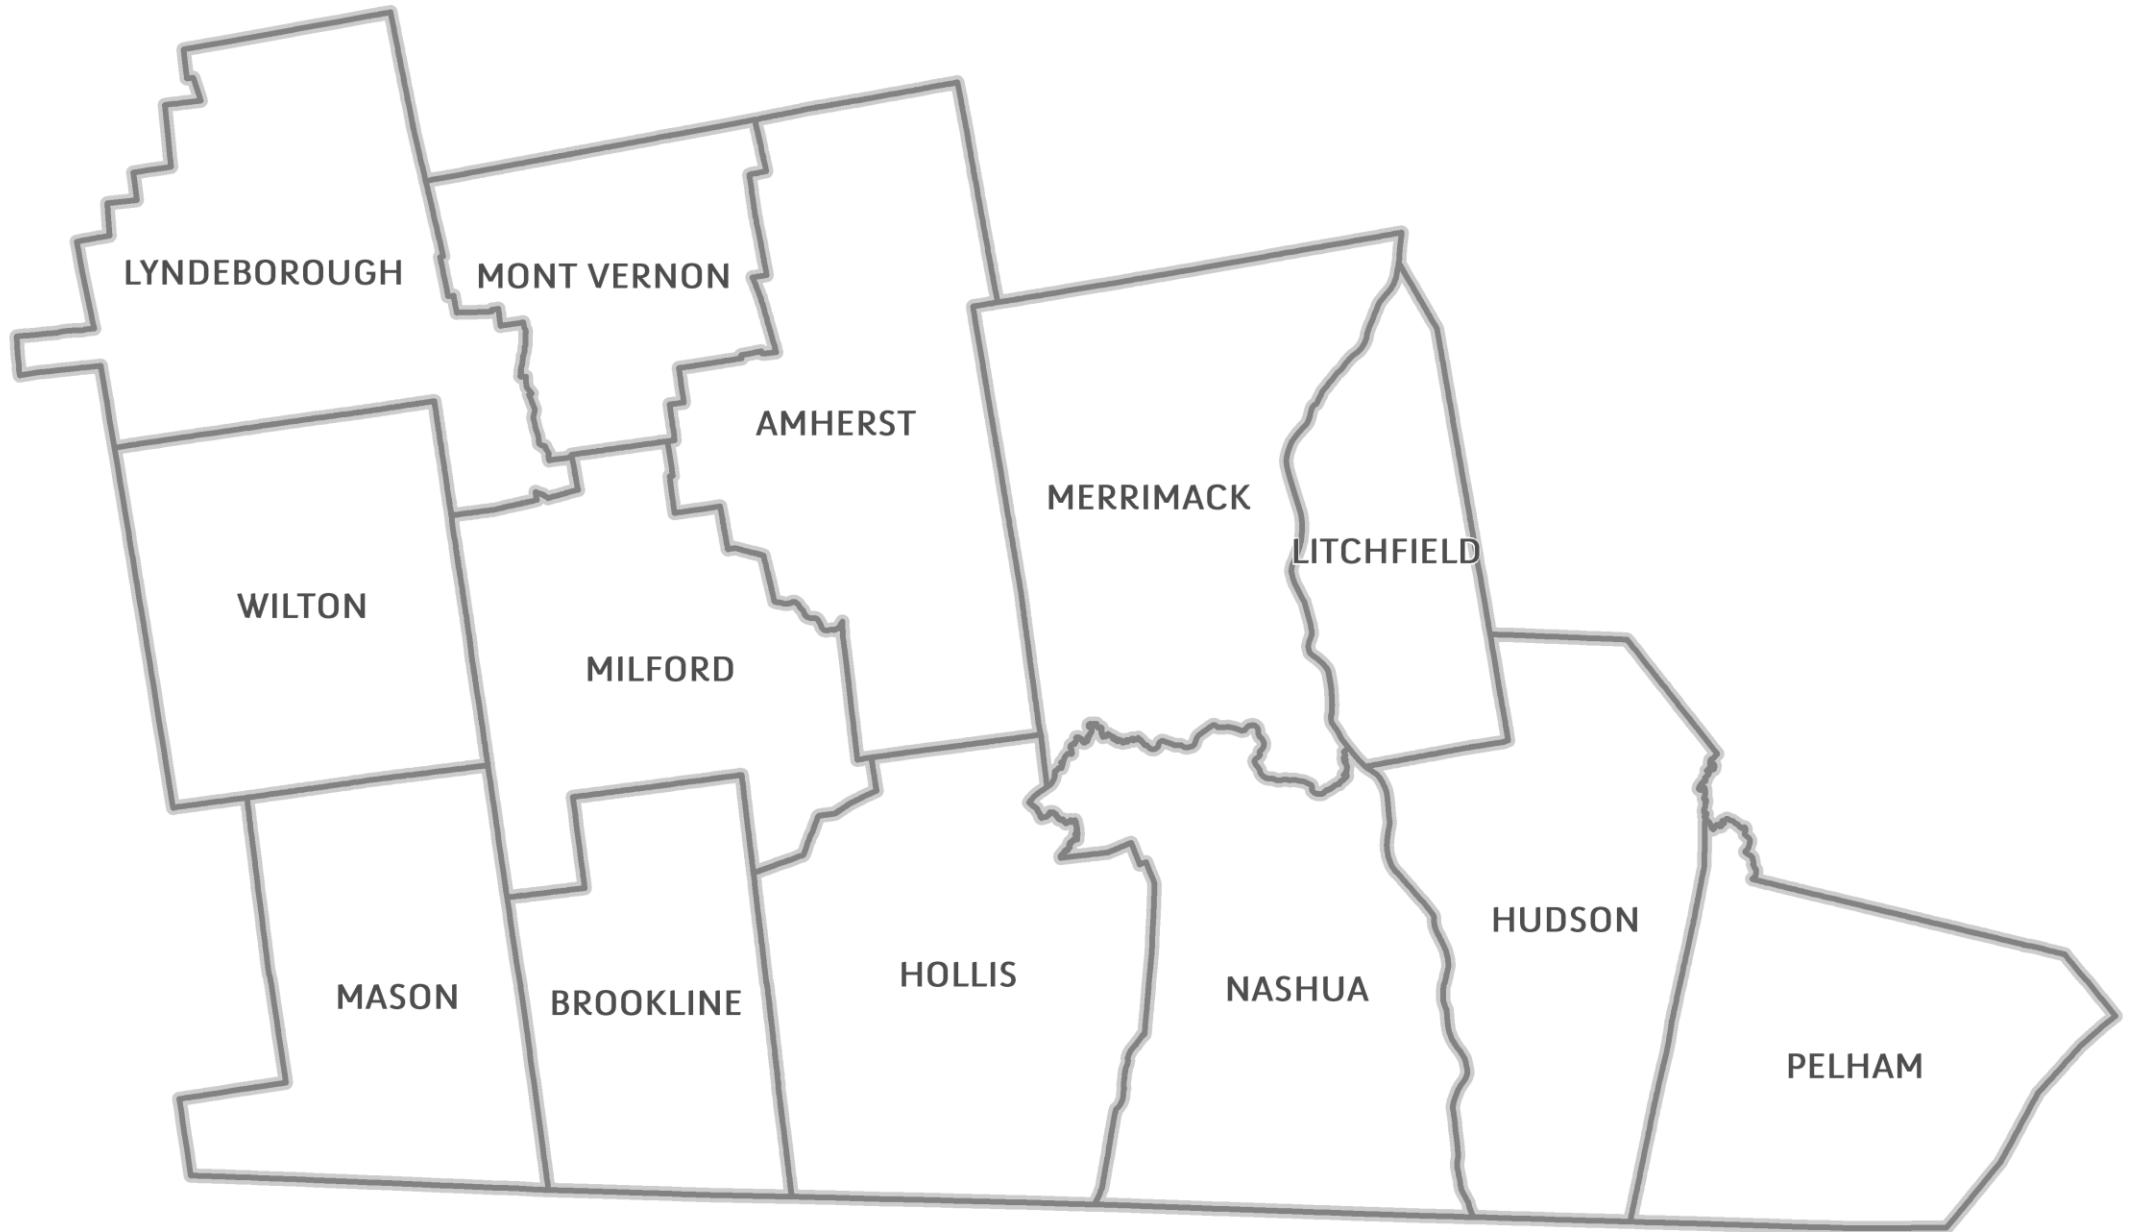 LYNDEBOROUGH
MONT VERNON
AMHERST
MERRIMACK
LITCHFIELD
WILTON
MILFORD
HUDSON
HOLLIS
NASHUA
MASON
BROOKLINE
PELHAM